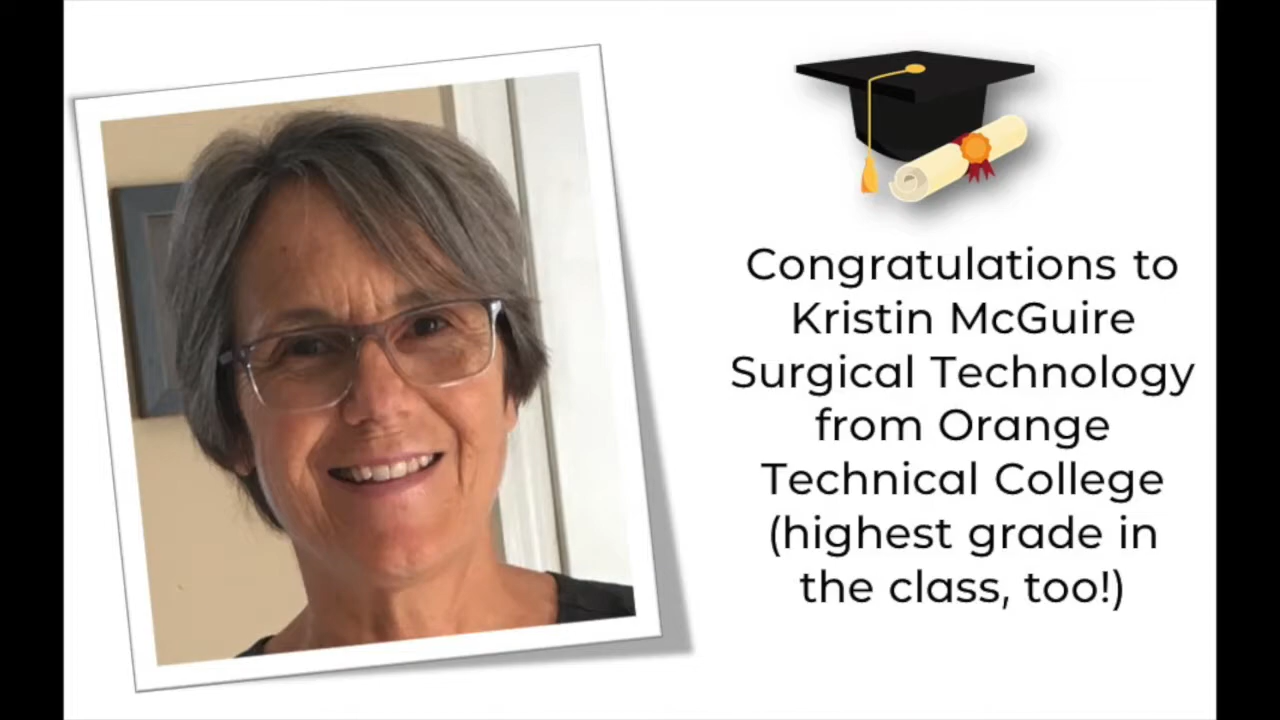 Congratulations to
Kristin McGuire
Surgical Technology
from Orange
Technical College
(highest grade in
the class, too!)